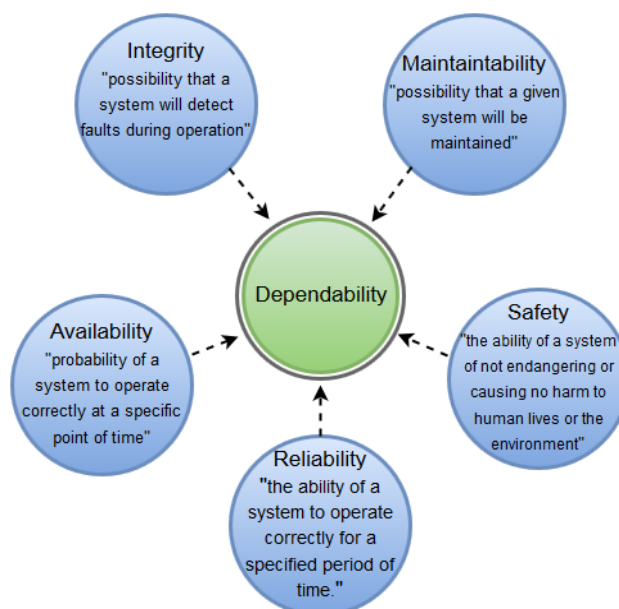 Integrity
"possibility that a
system will detect
faults during operation"
Maintaintability
"possibility that a given
system will be
maintained"
Dependability
Availability
"probability of a
system to operate
correctly at a specific
point of time"
Safety
"the ability of a system
of not endangering or
causing no harm to
human lives or the
environment"
Reliability
"the ability of a
system to operate
correctly for a
specified period of
time."